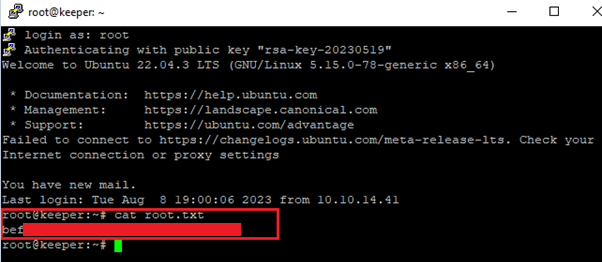 root@keeper: ~
login as: root
Authenticating with public key "rsa-key-20230519"
Welcome to Ubuntu 22.04.3 LTS (GNU/Linux 5.15.0-78-generic x86_64)
* Documentation:  https://help.ubuntu.com
* Management:     https://landscape.canonical.com
* Support:        https://ubuntu.com/advantage
Failed to connect to https://changelogs.ubuntu.com/meta-release-lts. Check your
Internet connection or proxy settings
You have new mail.
Last login: Tue Aug  8 19:00:06 2023 from 10.10.14.41
root@keeper:~# cat root.txt
bef
root@keeper:~#